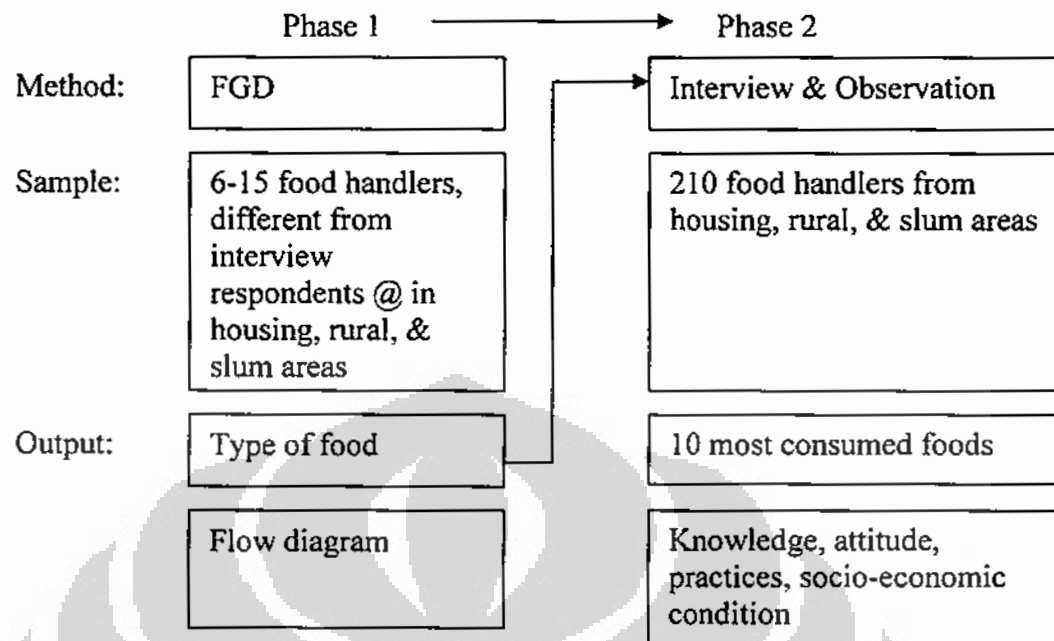 Phase 1 Phase 2
Method: FGD Interview & Observation
Sample: 6-15 food handlers,
different from
interview
respondents @ in
housing, rural, &
slum areas
210 food handlers from
housing, rural, & slum areas
Output: Type of food 10 most consumed foods
Flow diagram
Knowledge, attitude,
practices, socio-economic
condition